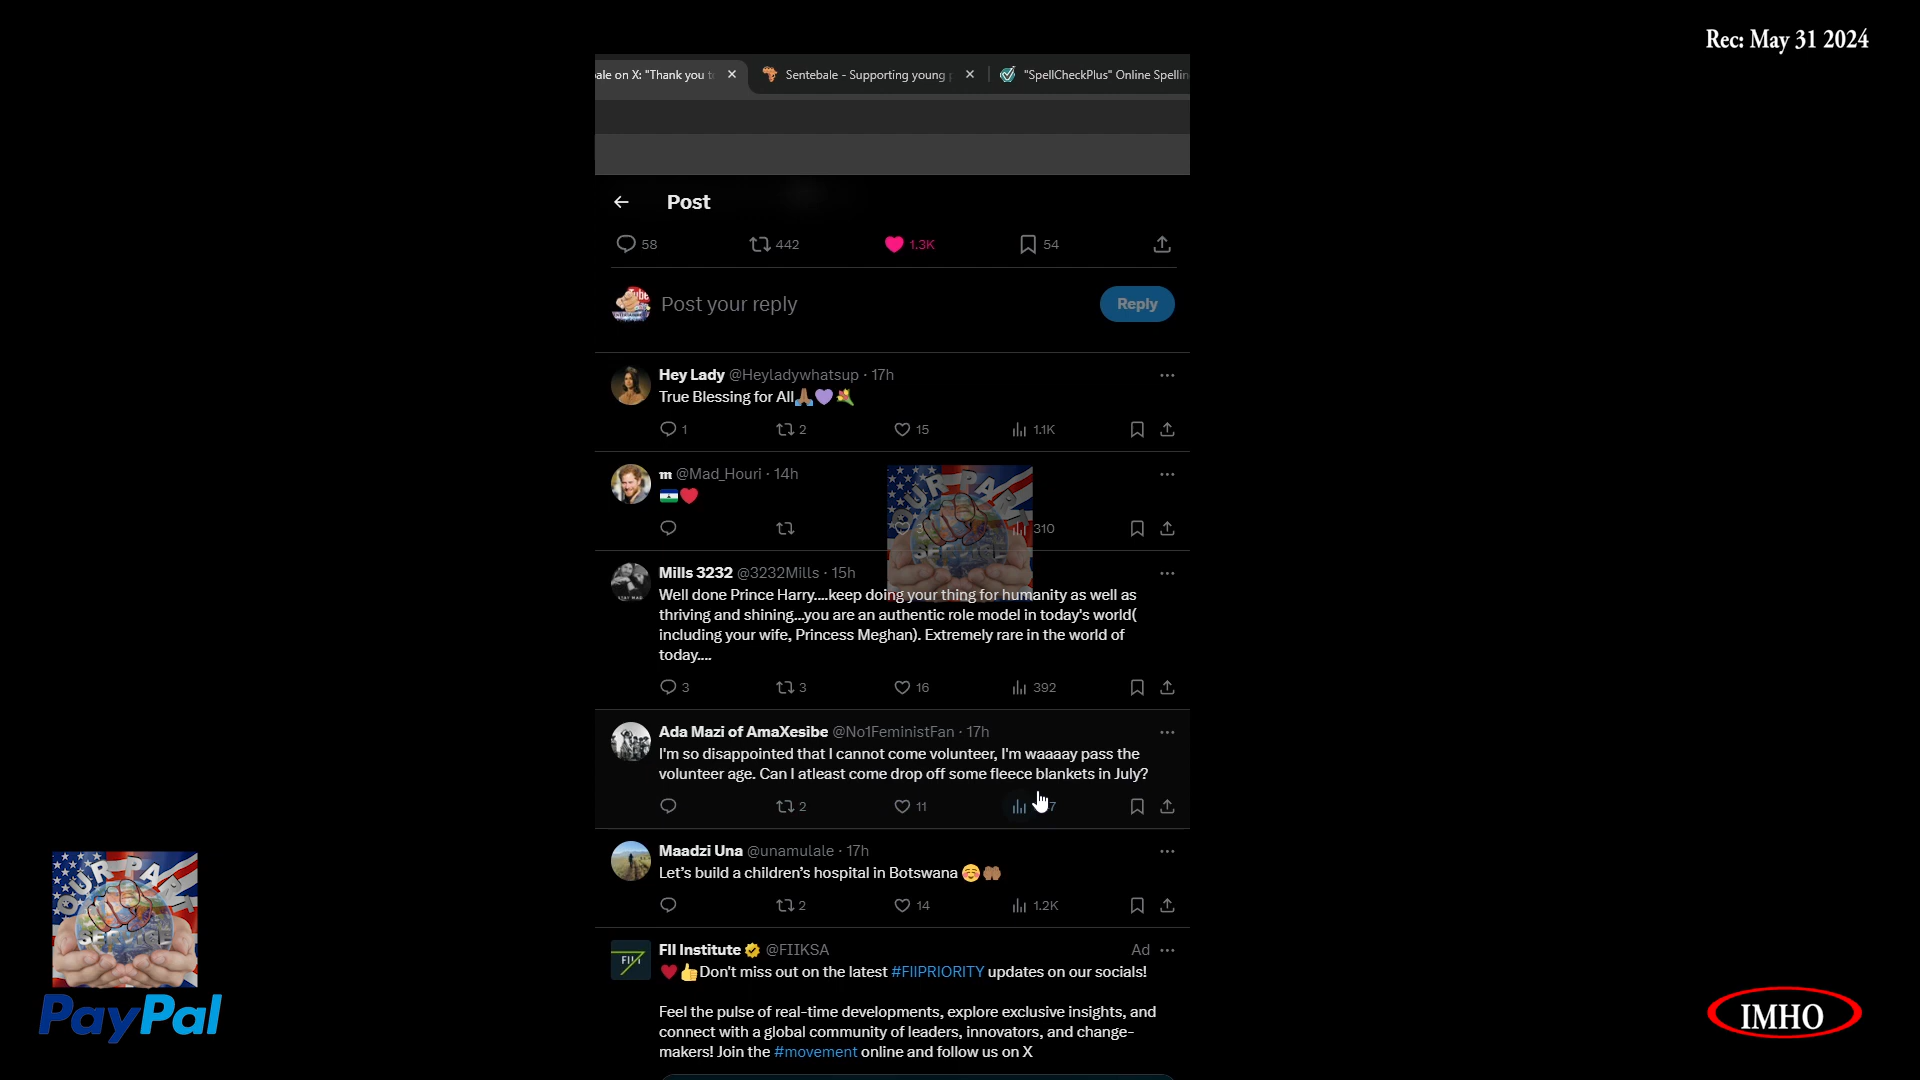 Rec: May 31 2024
ale on X: "Thank you t
Sentebale - Supporting young
"SpellCheckPlus" Online Spellin
Post
58 442 1.3K 54
Post your reply
Reply
Hey Lady @Heyladywhatsup · 17h
True Blessing for All🙏🏾💜💐
1 2 15 1.1K
m @Mad_Houri · 14h
🇱🇸❤️
310
OUR PART
SERVICE
Mills 3232 @3232Mills · 15h
Well done Prince Harry....keep doing your thing for humanity as well as
thriving and shining...you are an authentic role model in today's world(
including your wife, Princess Meghan). Extremely rare in the world of
today....
3 3 16 392
Ada Mazi of AmaXesibe @No1FeministFan · 17h
I'm so disappointed that I cannot come volunteer, I'm waaaay pass the
volunteer age. Can I atleast come drop off some fleece blankets in July?
2 11
Maadzi Una @unamulale · 17h
Let's build a children's hospital in Botswana ☺️🤲🏾
2 14 1.2K
FII Institute @FIIKSA Ad
❤️👍Don't miss out on the latest #FIIPRIORITY updates on our socials!
Feel the pulse of real-time developments, explore exclusive insights, and
connect with a global community of leaders, innovators, and change-
makers! Join the #movement online and follow us on X
OUR PART
SERVICE
PayPal
IMHO